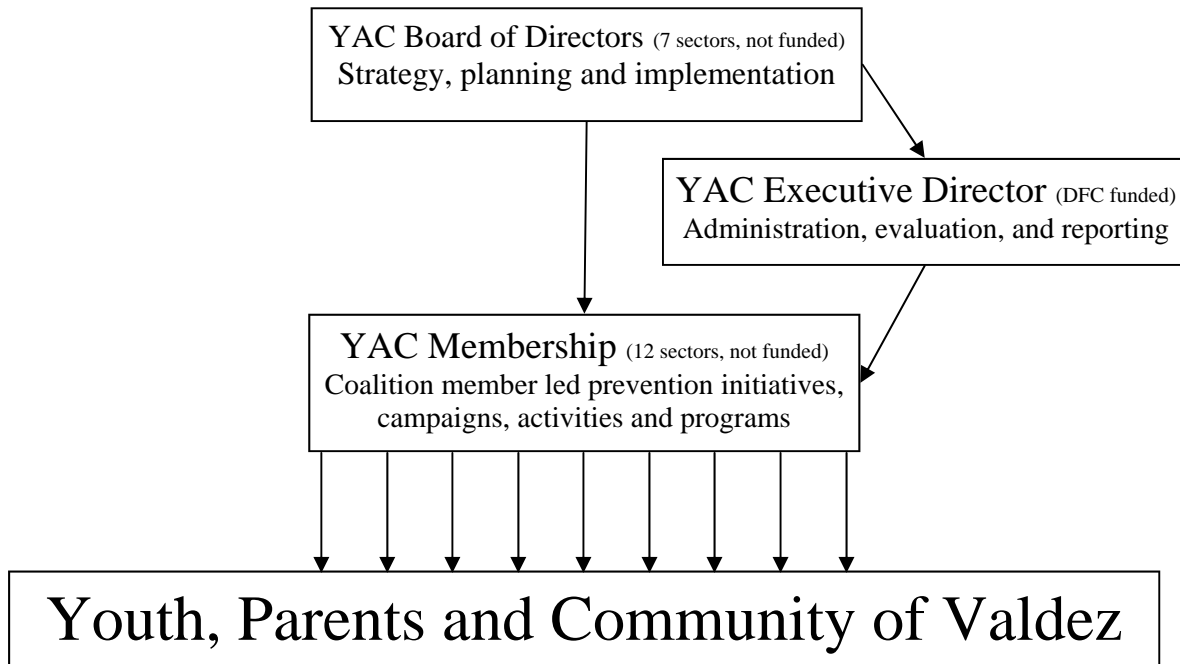 YAC Board of Directors (7 sectors, not funded)
Strategy, planning and implementation
YAC Executive Director (DFC funded)
Administration, evaluation, and reporting
YAC Membership (12 sectors, not funded)
Coalition member led prevention initiatives,
campaigns, activities and programs
Youth, Parents and Community of Valdez